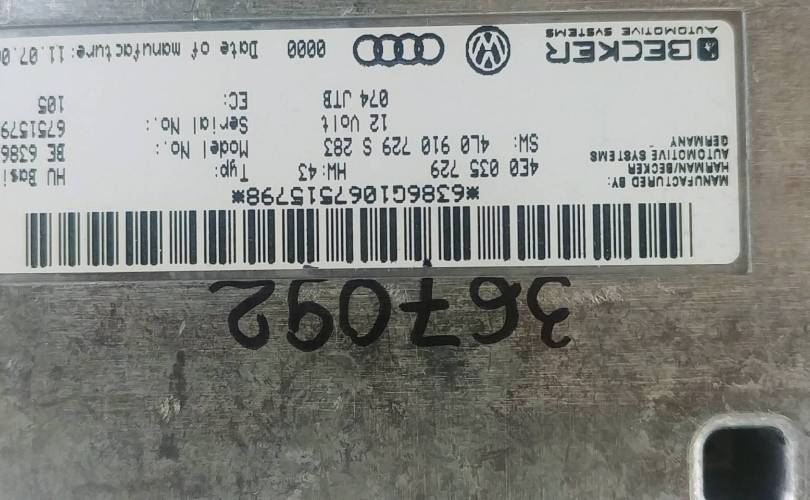 367092
*6386G1067515798*
MANUFACTURED BY:
HARMAN/BECKER
AUTOMOTIVE SYSTEMS
GERMANY
4E0 035 729 HW: 43 Typ: HU Basi
SW: 4L0 910 729 S 283 Model No.: BE 6386
12 Volt Serial No.: 6751579
074 JTB EC: 105
BECKER 0000 Date of manufacture: 11.07.0
AUTOMOTIVE SYSTEMS